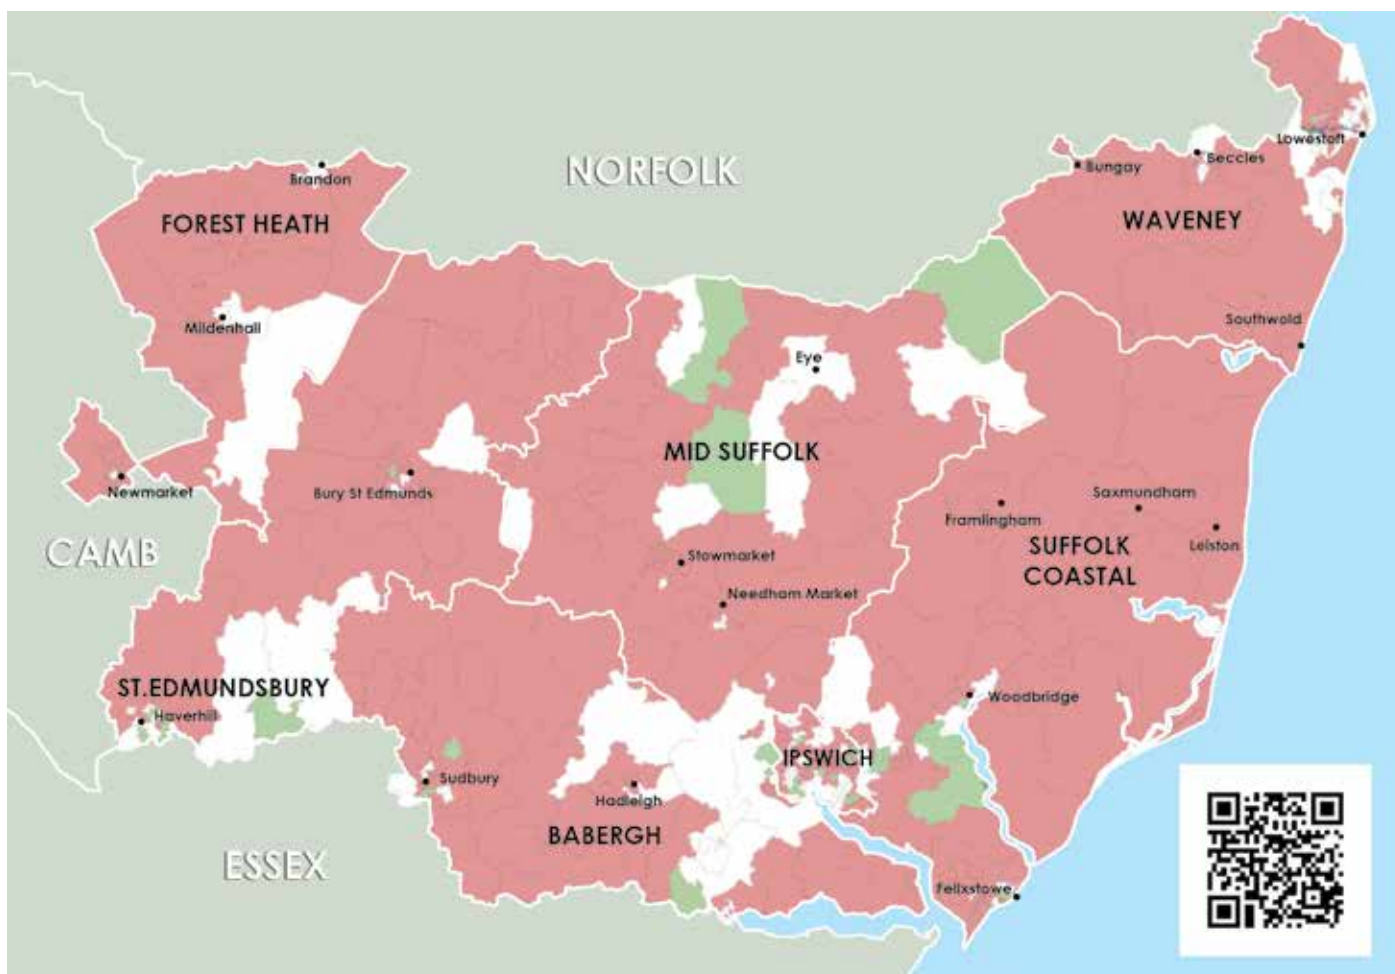 NORFOLK
Lowestoft
Beccles
Bungay
Brandon
FOREST HEATH
WAVENEY
Southwold
Mildenhall
Eye
MID SUFFOLK
Newmarket
Bury St Edmunds
Saxmundham
Framlingham
Leiston
SUFFOLK
COASTAL
CAMB
Stowmarket
Needham Market
ST.EDMUNDSBURY
Haverhill
Woodbridge
IPSWICH
Sudbury
Hadleigh
BABERGH
ESSEX
Felixstowe